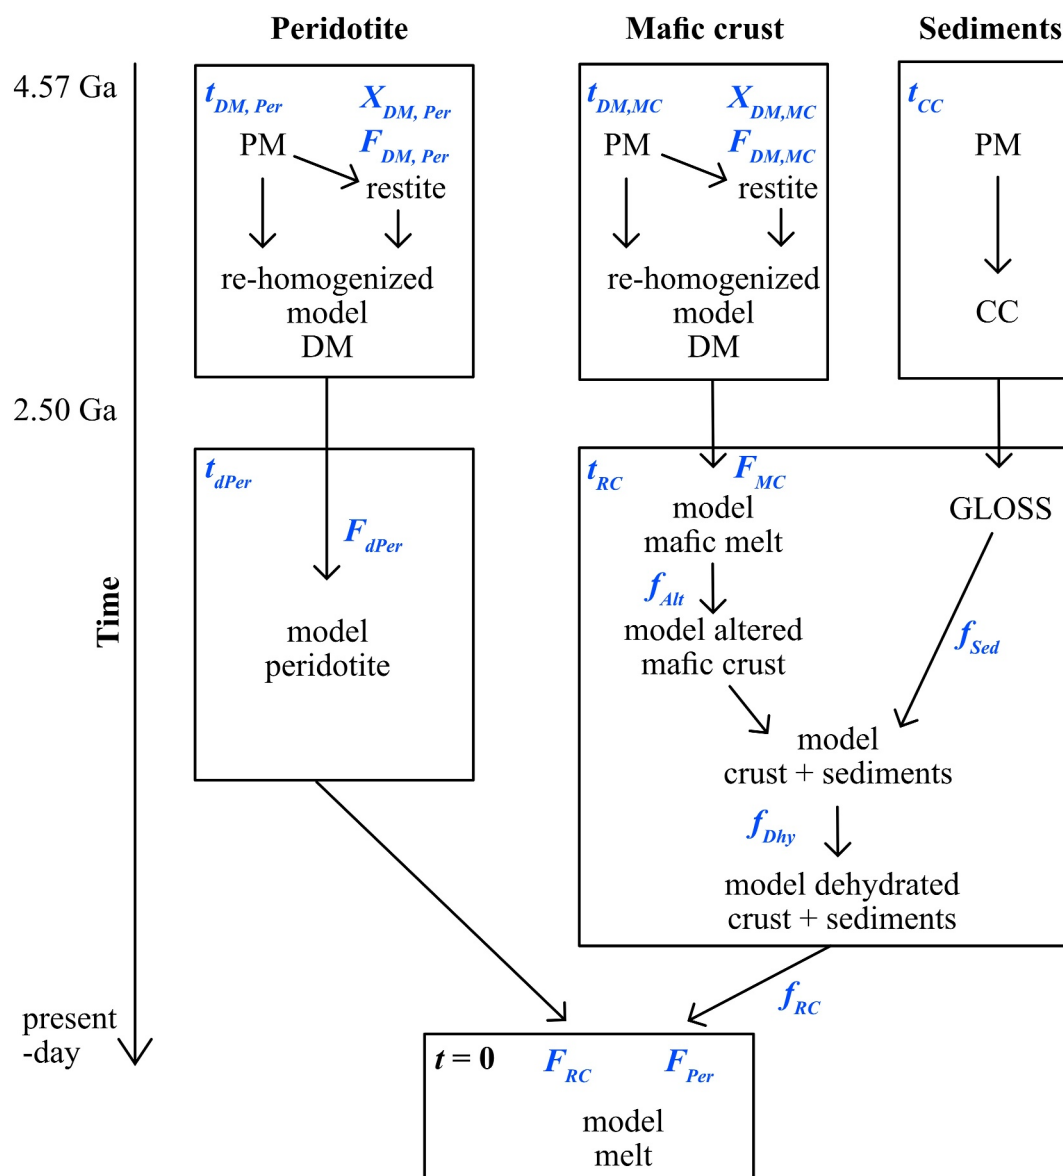 Peridotite
Mafic crust
Sediments
4.57 Ga
t_DM, Per
X_DM, Per
PM
F_DM, Per
restite
re-homogenized
model
DM
t_DM,MC
X_DM,MC
PM
F_DM,MC
restite
re-homogenized
model
DM
t_CC
PM
CC
2.50 Ga
Time
t_dPer
F_dPer
model
peridotite
t_RC
F_MC
model
mafic melt
GLOSS
f_Alt
model altered
mafic crust
f_Sed
model
crust + sediments
f_Dhy
model dehydrated
crust + sediments
f_RC
present
-day
t = 0
F_RC
F_Per
model
melt